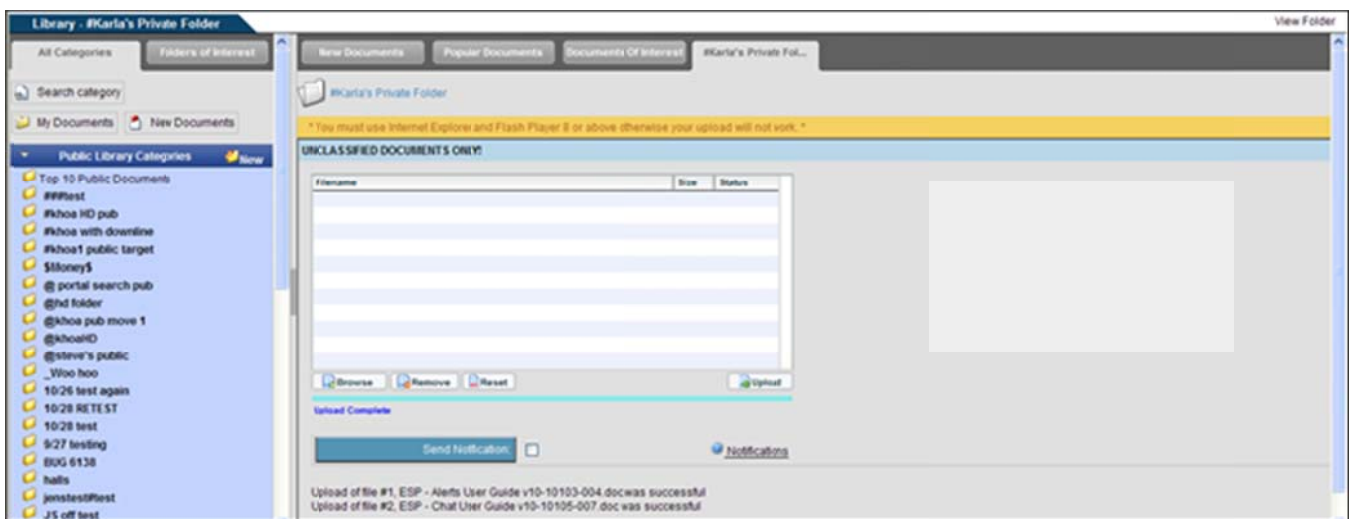 Library - #Karla's Private Folder
View Folder
All Categories
Folders of Interest
New Documents
Popular Documents
Documents Of Interest
#Karla's Private Fol...
Search category
My Documents
New Documents
#Karla's Private Folder
* You must use Internet Explorer and Flash Player 8 or above otherwise your upload will not work. *
Public Library Categories
New
UNCLASSIFIED DOCUMENTS ONLY!
Top 10 Public Documents
###test
#khoa HD pub
#khoa with downline
#khoa1 public target
$Money$
@ portal search pub
@hd folder
@khoa pub move 1
@khoaHD
@steve's public
_Woo hoo
10/26 test again
10/28 RETEST
10/28 test
9/27 testing
BUG 6138
halls
jenstest#test
JS off test
Filename
Size
Status
Browse
Remove
Reset
Upload
Upload Complete
Send Notification:
Notifications
Upload of file #1, ESP - Alerts User Guide v10-10103-004.docwas successful
Upload of file #2, ESP - Chat User Guide v10-10105-007.doc was successful